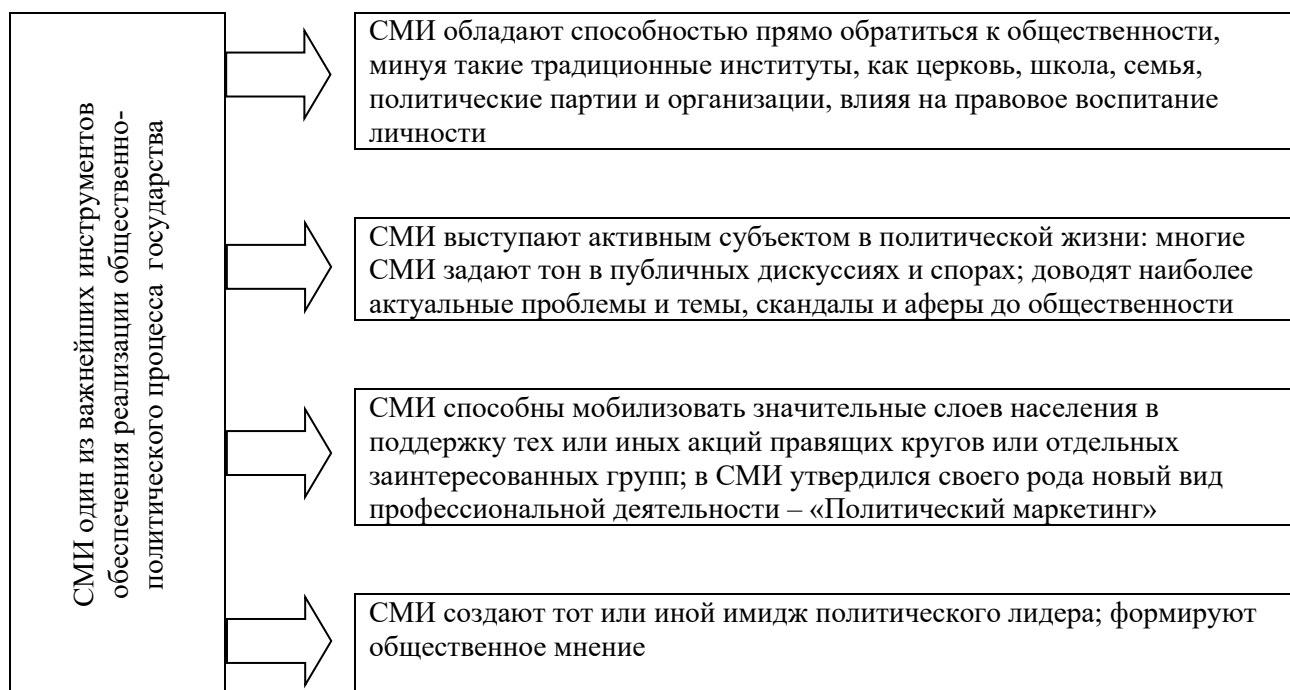 СМИ один из важнейших инструментов
обеспечения реализации общественно-
политического процесса государства
СМИ обладают способностью прямо обратиться к общественности,
минуя такие традиционные институты, как церковь, школа, семья,
политические партии и организации, влияя на правовое воспитание
личности
СМИ выступают активным субъектом в политической жизни: многие
СМИ задают тон в публичных дискуссиях и спорах; доводят наиболее
актуальные проблемы и темы, скандалы и аферы до общественности
СМИ способны мобилизовать значительные слоев населения в
поддержку тех или иных акций правящих кругов или отдельных
заинтересованных групп; в СМИ утвердился своего рода новый вид
профессиональной деятельности – «Политический маркетинг»
СМИ создают тот или иной имидж политического лидера; формируют
общественное мнение